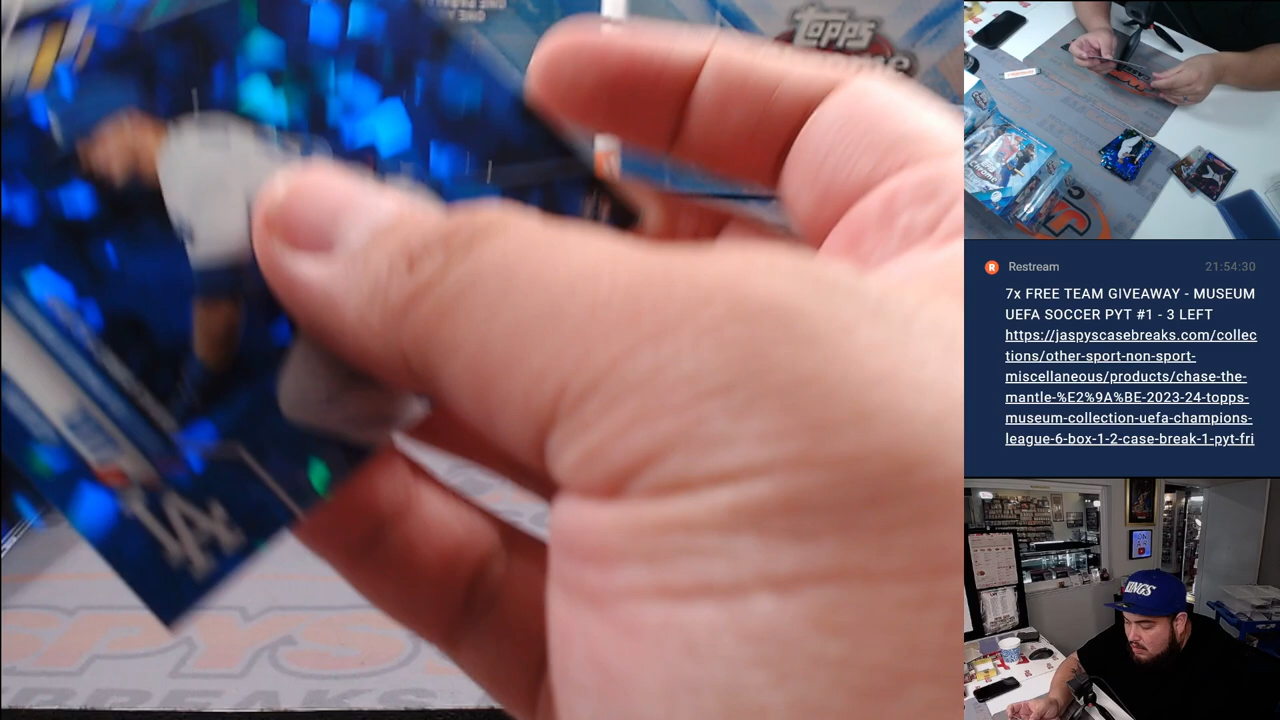 Topps
LA
Restream
21:54:30
7x FREE TEAM GIVEAWAY - MUSEUM
UEFA SOCCER PYT #1 - 3 LEFT
https://jaspyscasebreaks.com/collec
tions/other-sport-non-sport-
miscellaneous/products/chase-the-
mantle-%E2%9A%BE-2023-24-topps-
museum-collection-uefa-champions-
league-6-box-1-2-case-break-1-pyt-fri
KINGS